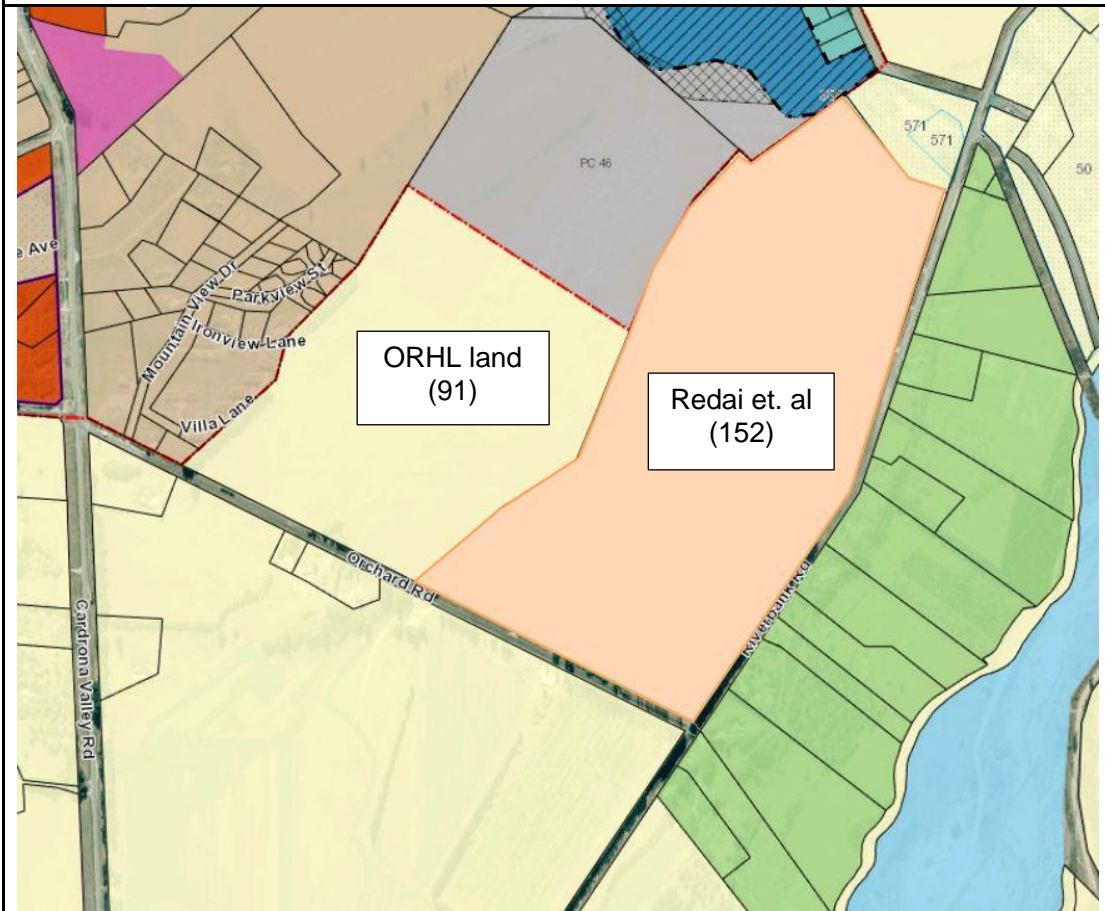 571
571
50
PC 46
e Ave
Mountain View Dr
Parkview St
Ironview Lane
Villa Lane
ORHL land
(91)
Redai et. al
(152)
Orchard Rd
Riverbank Rd
Cardrona Valley Rd